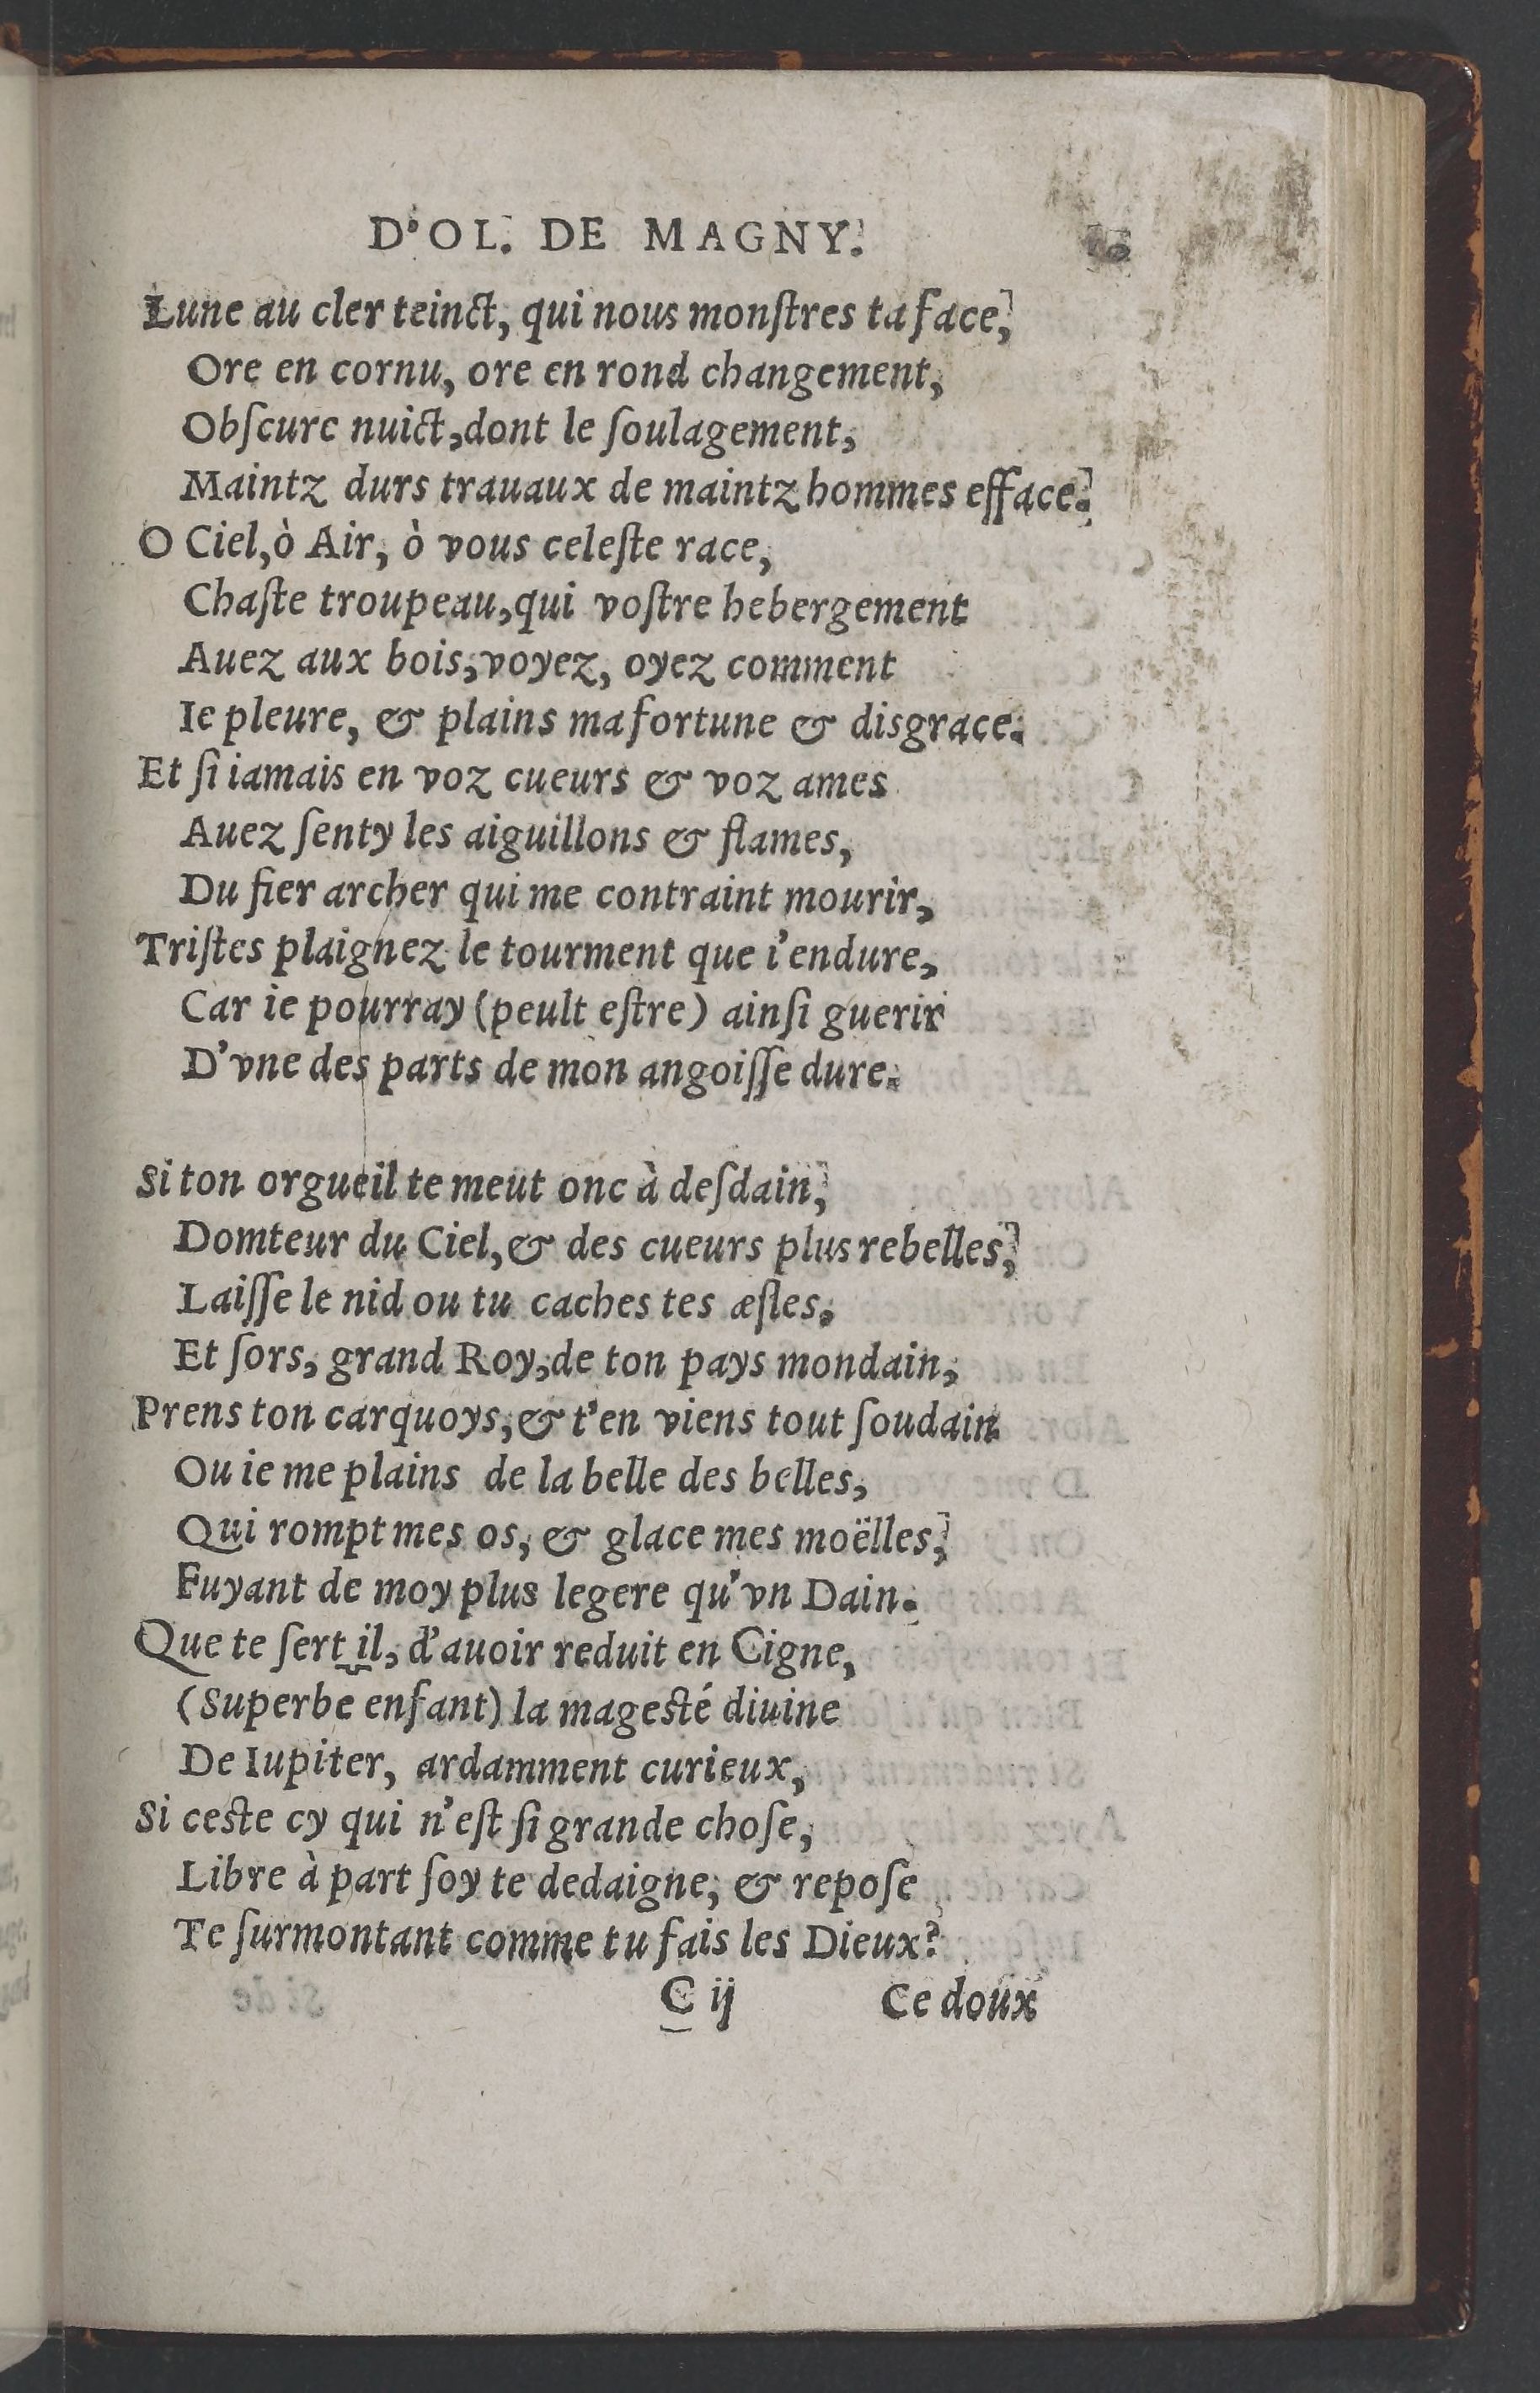 D'OL. DE MAGNY.
Lune au cler teinct, qui nous monſtres ta face,
Ore en cornu, ore en rond changement,
Obſcure nuict, dont le ſoulagement,
Maintz durs trauaux de maintz hommes efface.
O Ciel, ò Air, ò vous celeſte race,
Chaſte troupeau, qui voſtre hebergement
Auez aux bois, voyez, oyez comment
Ie pleure, & plains ma fortune & disgrace.
Et ſi iamais en voz cueurs & voz ames
Auez ſenty les aiguillons & flames,
Du fier archer qui me contraint mourir,
Triſtes plaignez le tourment que i'endure,
Car ie pourray (peult eſtre) ainſi guerir
D'vne des parts de mon angoiſſe dure.
Si ton orgueil te meut onc à deſdain,
Domteur du Ciel, & des cueurs plus rebelles,
Laiſſe le nid ou tu caches tes æſles,
Et ſors, grand Roy, de ton pays mondain,
Prens ton carquoys, & t'en viens tout ſoudain
Ou ie me plains de la belle des belles,
Qui rompt mes os, & glace mes moëlles,
Fuyant de moy plus legere qu'vn Dain.
Que te ſert il, d'auoir reduit en Cigne,
(Superbe enfant) la mageſté diuine
De Iupiter, ardamment curieux,
Si ceſte cy qui n'eſt ſi grande choſe,
Libre à part ſoy te dedaigne, & repoſe
Te ſurmontant comme tu fais les Dieux?
C ij Ce doux